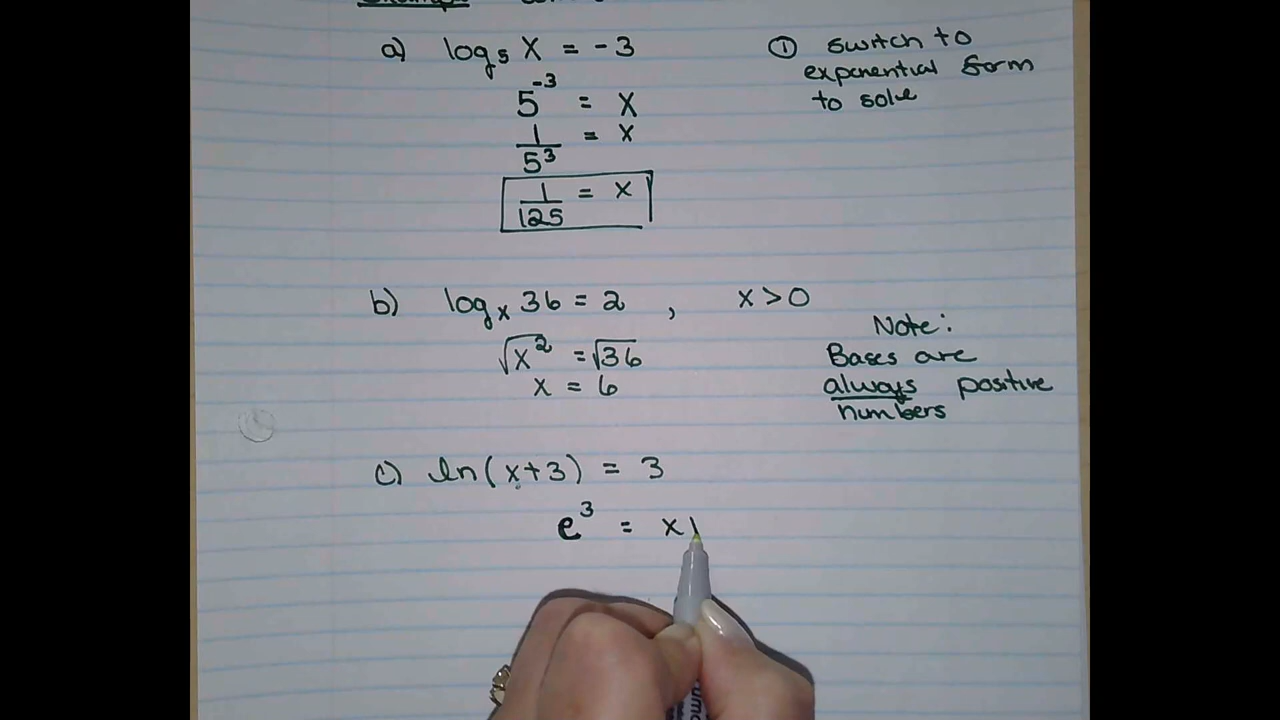 a) log₅ x = -3
① switch to
exponential form
to solve
5⁻³ = x
1/5³ = x
1/125 = x
b) logₓ 36 = 2 , x > 0
Note:
Bases are
always positive
numbers
√x² = √36
x = 6
c) ln(x+3) = 3
e³ = x